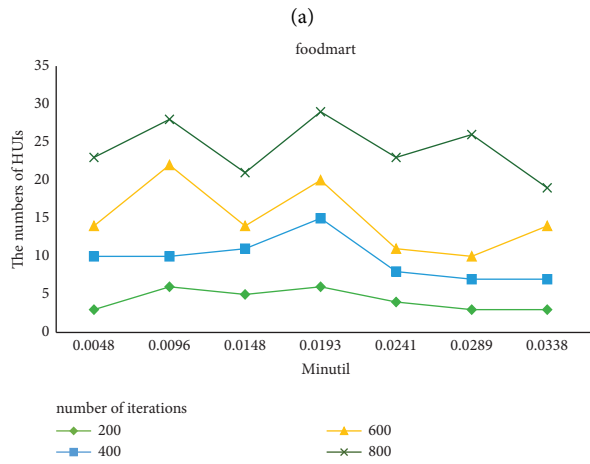 (a)
foodmart
The numbers of HUIs
35
30
25
20
15
10
5
0
0.0048 0.0096 0.0148 0.0193 0.0241 0.0289 0.0338
Minutil
number of iterations
200 600
400 800